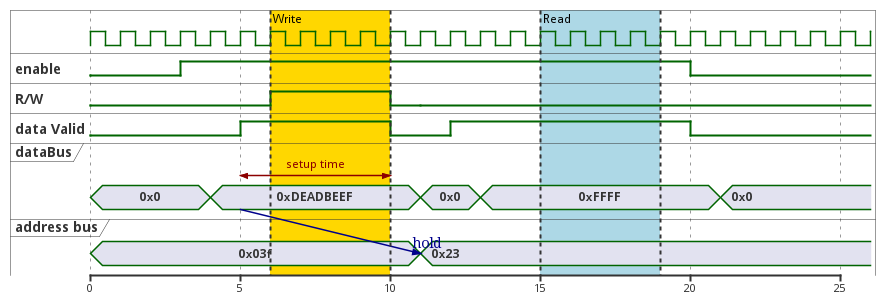 Write
Read
enable
R/W
data Valid
dataBus
setup time
0x0
0xDEADBEEF
0x0
0xFFFF
0x0
address bus
hold
0x03f
0x23
0
5
10
15
20
25